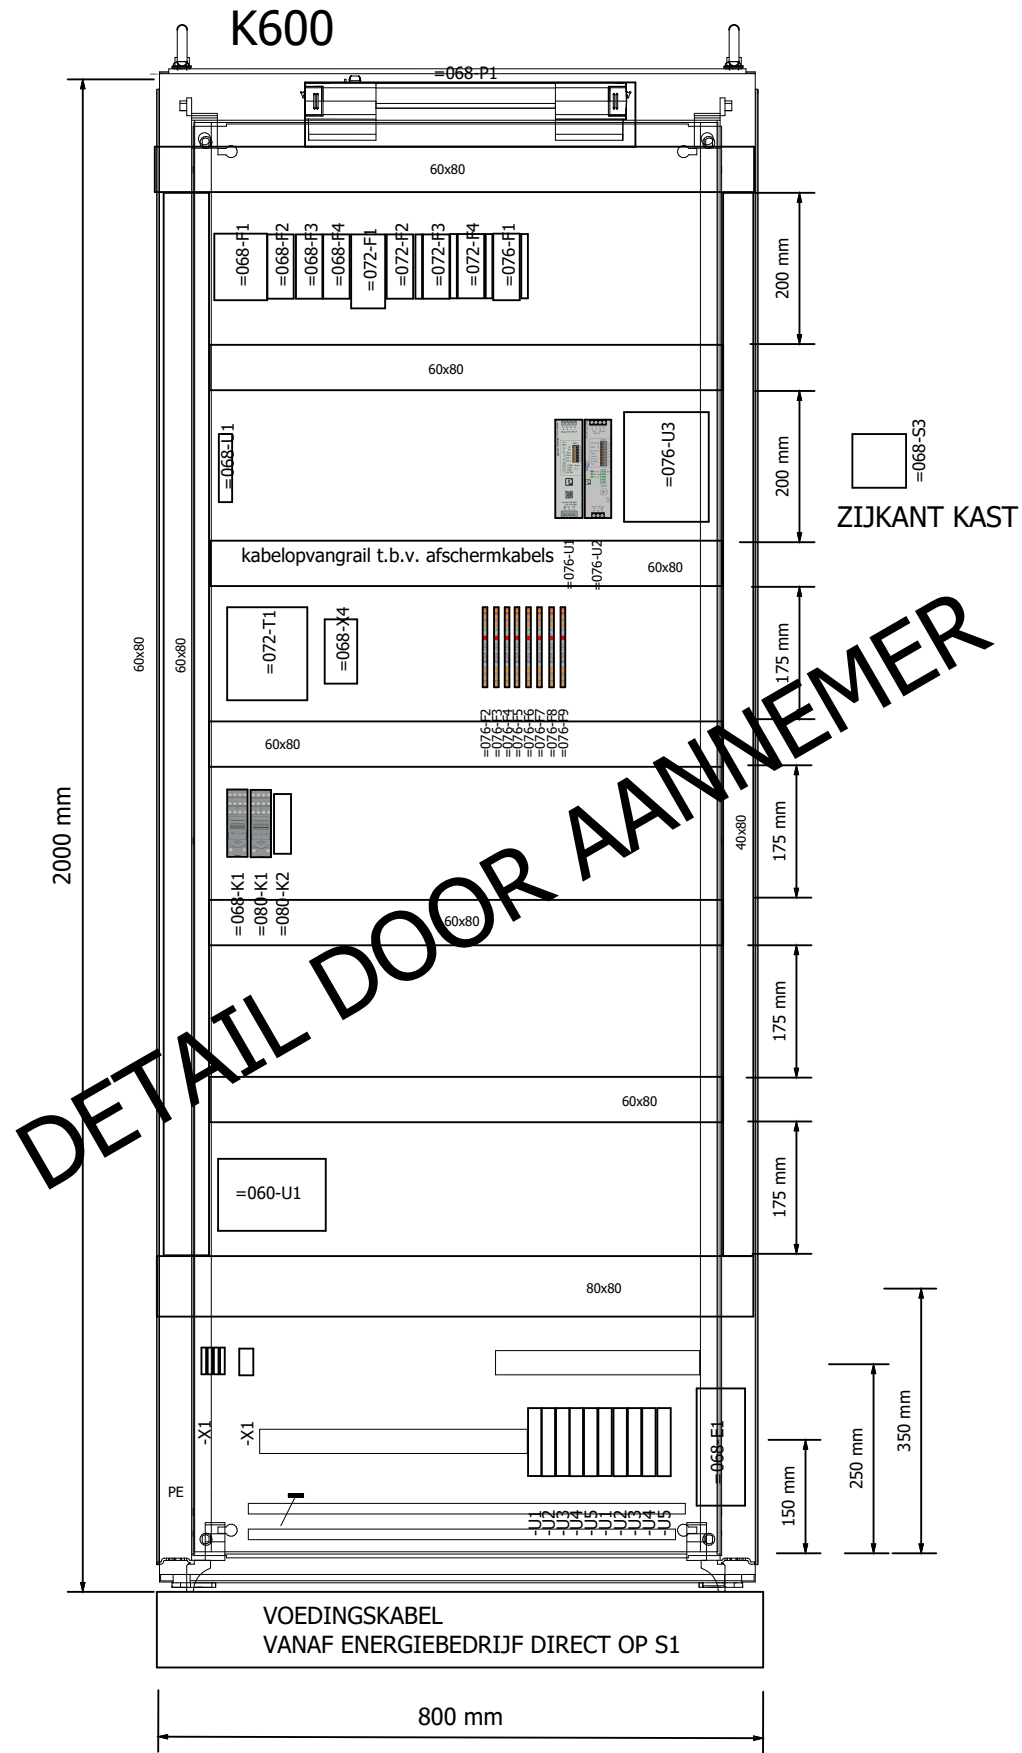 K600
=068-P1
60x80
=068-F1
=068-F2
=068-F3
=068-F4
=072-F1
=072-F2
=072-F3
=072-F4
=076-F1
200 mm
60x80
=068-U1
=076-U3
200 mm
=068-S3
ZIJKANT KAST
kabelopvangrail t.b.v. afschermkabels
=076-U1
=076-U2
60x80
60x80
60x80
=072-T1
=068-X4
175 mm
=076-F2
=076-F3
=076-F4
=076-F5
=076-F6
=076-F7
=076-F8
=076-F9
60x80
2000 mm
175 mm
40x80
=068-K1
=080-K1
=080-K2
60x80
DETAIL DOOR AANNEMER
175 mm
60x80
175 mm
=060-U1
80x80
-X1
-X1
=068-E1
350 mm
250 mm
150 mm
PE
-U1
-U2
-U3
-U4
-U5
-U1
-U2
-U3
-U4
-U5
VOEDINGSKABEL
VANAF ENERGIEBEDRIJF DIRECT OP S1
800 mm